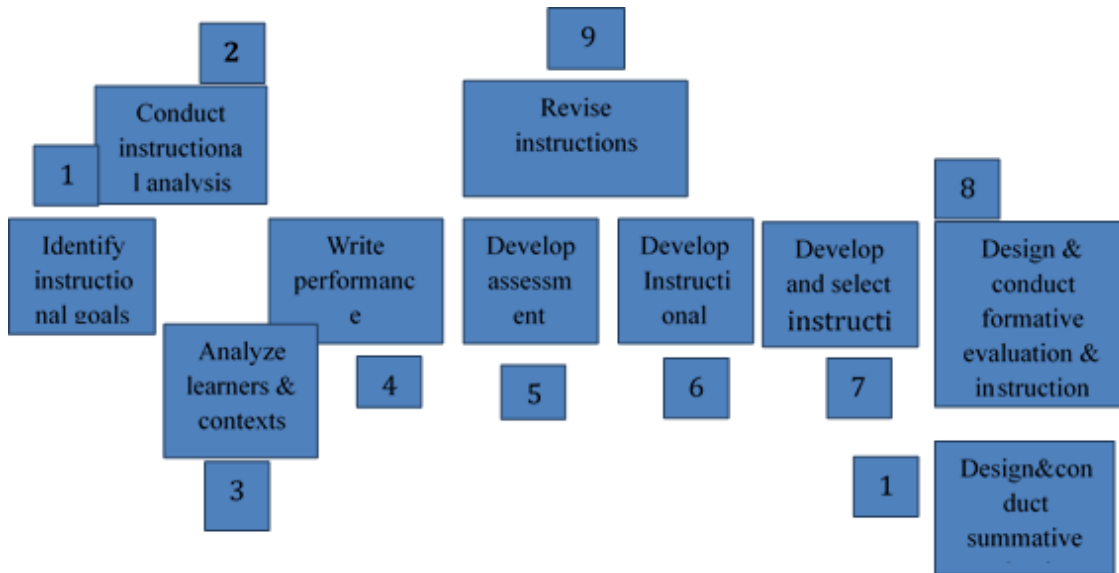 2
Conduct
instructiona
l analysis
1
Identify
instructio
nal goals
Analyze
learners &
contexts
3
Write
performanc
e
4
9
Revise
instructions
Develop
assessm
ent
5
Develop
Instructi
onal
6
Develop
and select
instructi
7
8
Design &
conduct
formative
evaluation &
instruction
1
Design&con
duct
summative